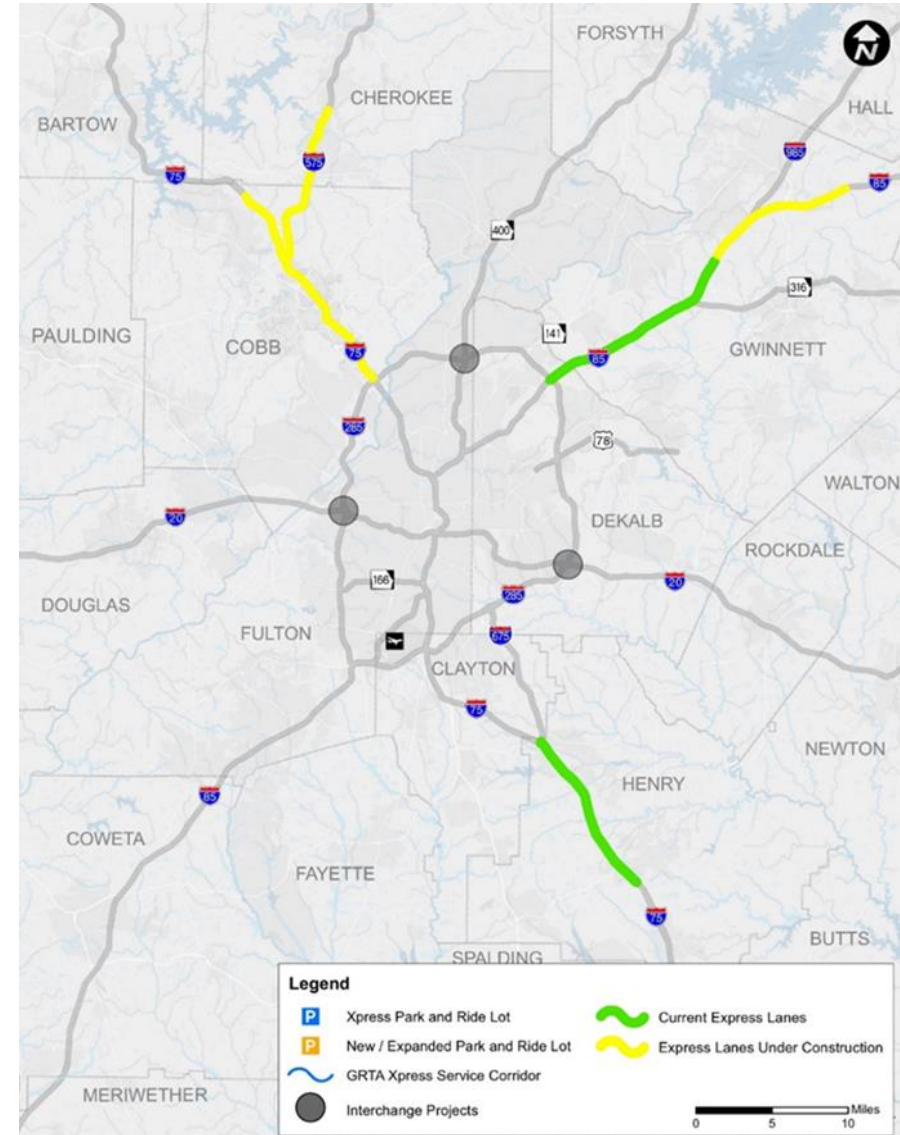 FORSYTH
N
CHEROKEE
HALL
BARTOW
575
985
75
85
400
316
141
PAULDING
COBB
75
85
GWINNETT
285
78
WALTON
20
DEKALB
ROCKDALE
166
285
20
DOUGLAS
FULTON
675
CLAYTON
75
NEWTON
HENRY
85
COWETA
FAYETTE
75
BUTTS
SPALDING
Legend
P Xpress Park and Ride Lot
Current Express Lanes
P New / Expanded Park and Ride Lot
Express Lanes Under Construction
GRTA Xpress Service Corridor
Interchange Projects
Miles
0 5 10
MERIWETHER